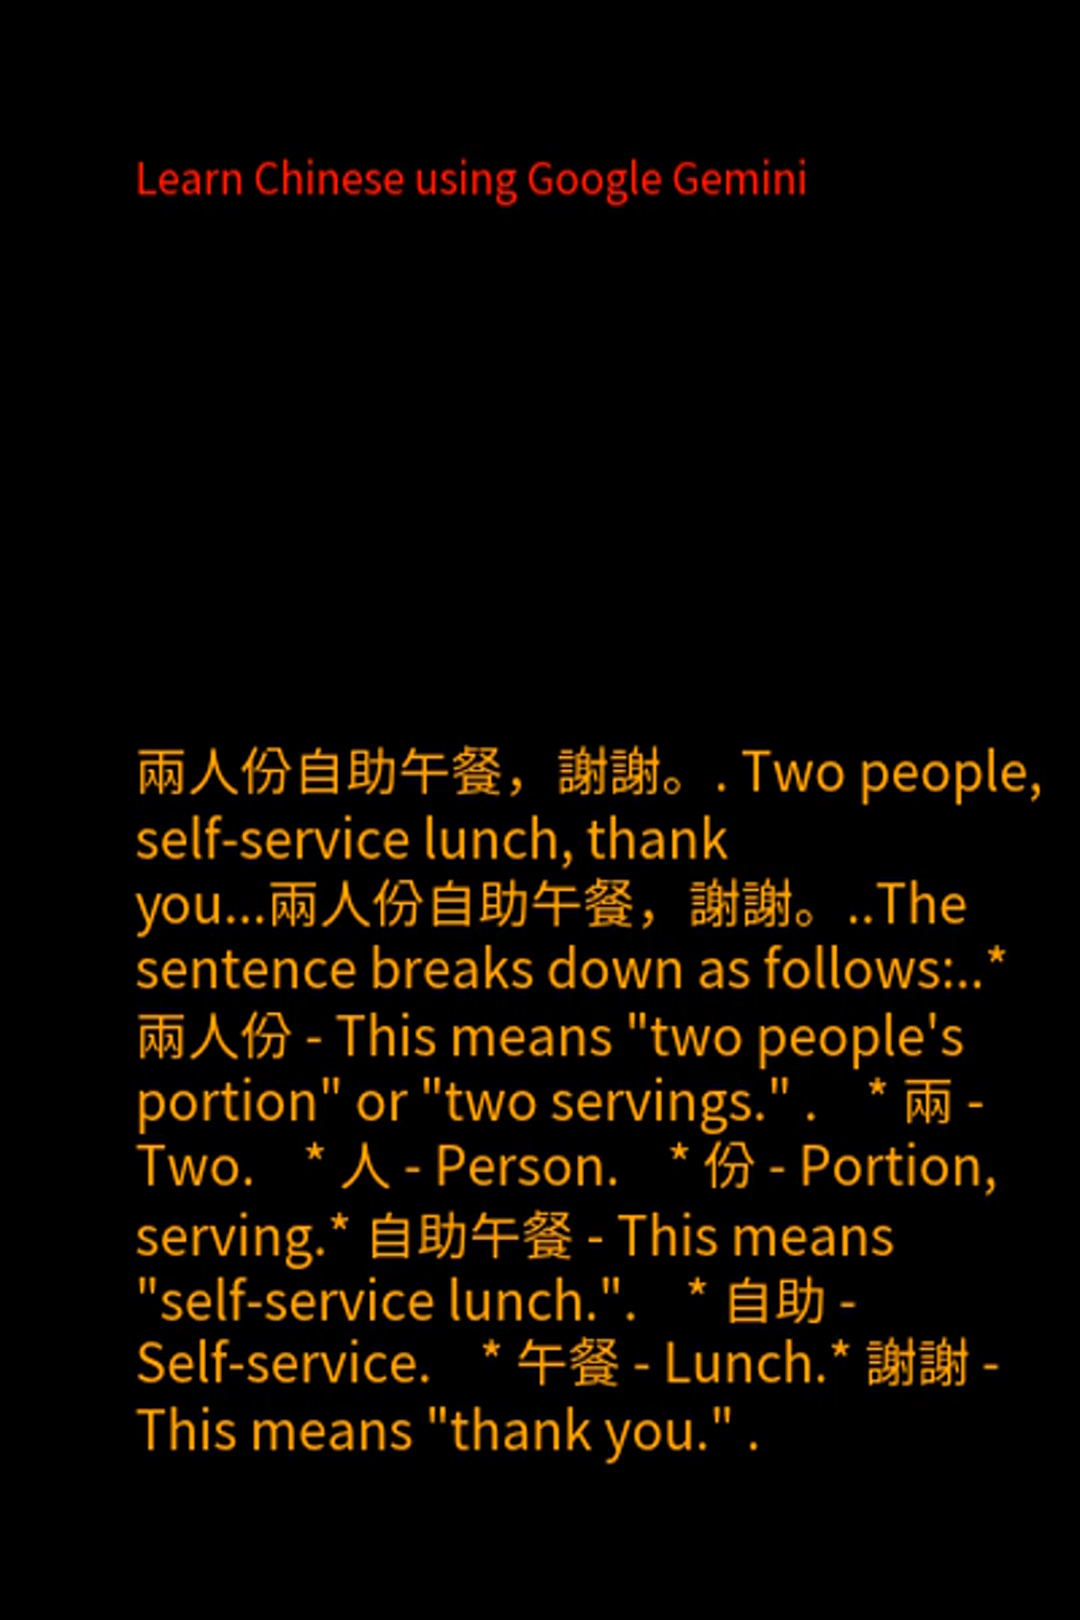 Learn Chinese using Google Gemini
兩人份自助午餐，謝謝。. Two people,
self-service lunch, thank
you...兩人份自助午餐，謝謝。..The
sentence breaks down as follows:..*
兩人份 - This means "two people's
portion" or "two servings." .    * 兩 -
Two.    * 人 - Person.    * 份 - Portion,
serving.* 自助午餐 - This means
"self-service lunch.".    * 自助 -
Self-service.    * 午餐 - Lunch.* 謝謝 -
This means "thank you." .